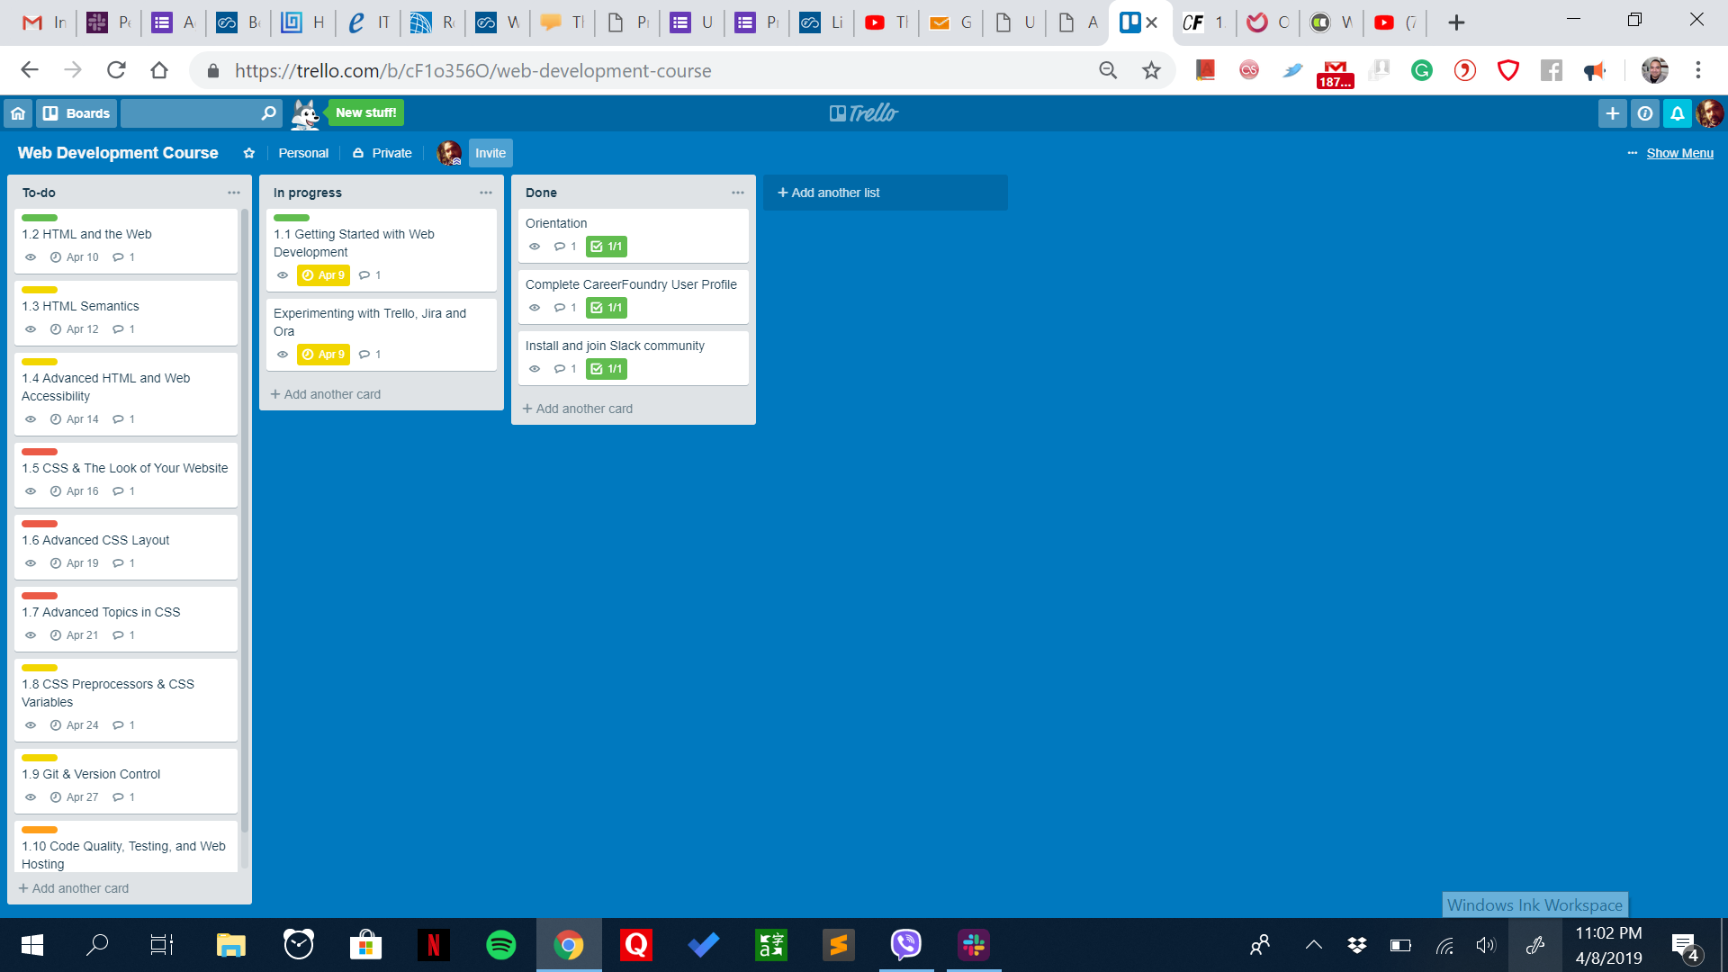 In
Pe
A
Bo
H
IT
Re
W
Tl
Pr
U
Pr
Li
Tl
G
U
A
1.
O
W
(7
https://trello.com/b/cF1o356O/web-development-course
187...
Boards
New stuff!
Trello
Web Development Course
Personal
Private
Invite
... Show Menu
To-do
1.2 HTML and the Web
Apr 10 1
1.3 HTML Semantics
Apr 12 1
1.4 Advanced HTML and Web
Accessibility
Apr 14 1
1.5 CSS & The Look of Your Website
Apr 16 1
1.6 Advanced CSS Layout
Apr 19 1
1.7 Advanced Topics in CSS
Apr 21 1
1.8 CSS Preprocessors & CSS
Variables
Apr 24 1
1.9 Git & Version Control
Apr 27 1
1.10 Code Quality, Testing, and Web
Hosting
+ Add another card
In progress
1.1 Getting Started with Web
Development
Apr 9 1
Experimenting with Trello, Jira and
Ora
Apr 9 1
+ Add another card
Done
Orientation
1 1/1
Complete CareerFoundry User Profile
1 1/1
Install and join Slack community
1 1/1
+ Add another card
+ Add another list
Windows Ink Workspace
11:02 PM
4/8/2019
4